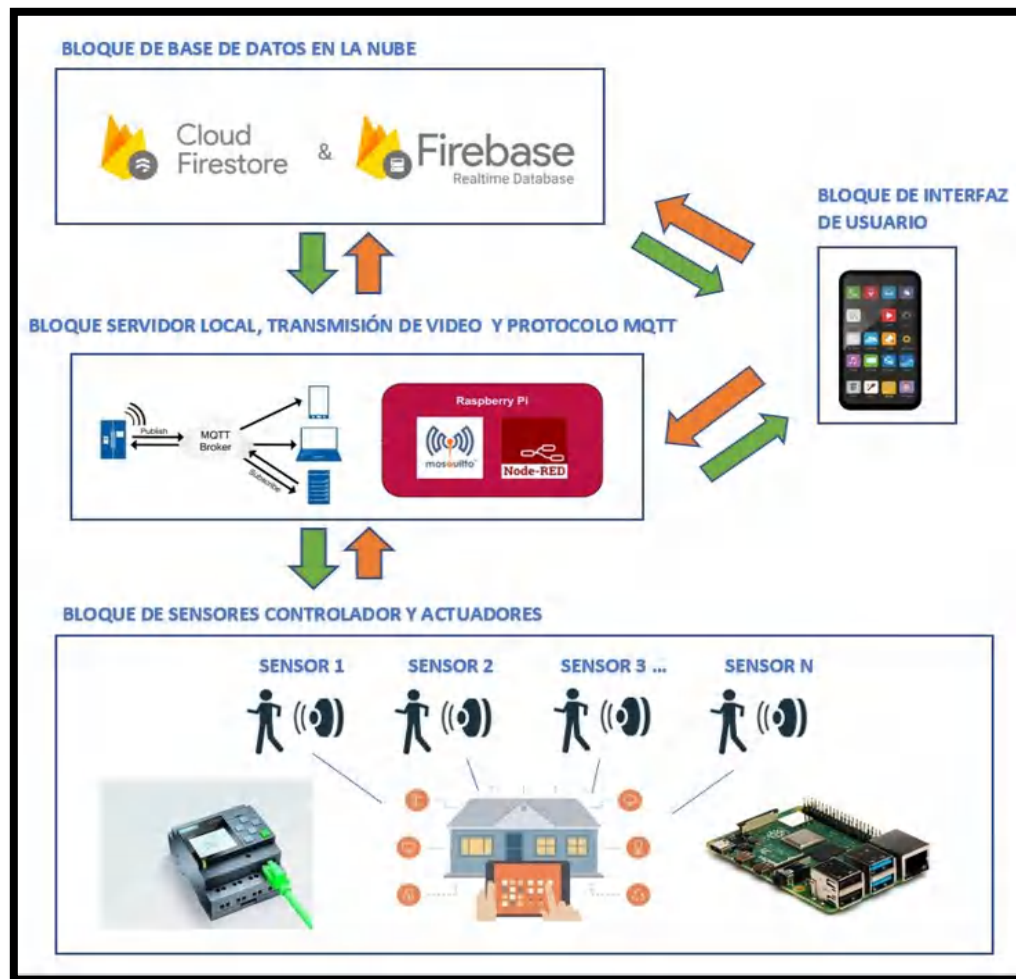 BLOQUE DE BASE DE DATOS EN LA NUBE
Cloud
Firestore
&
Firebase
Realtime Database
BLOQUE DE INTERFAZ
DE USUARIO
BLOQUE SERVIDOR LOCAL, TRANSMISIÓN DE VIDEO Y PROTOCOLO MQTT
Publish
MQTT
Broker
Subscribe
Raspberry Pi
mosquitto
Node-RED
BLOQUE DE SENSORES CONTROLADOR Y ACTUADORES
SENSOR 1
SENSOR 2
SENSOR 3 ...
SENSOR N